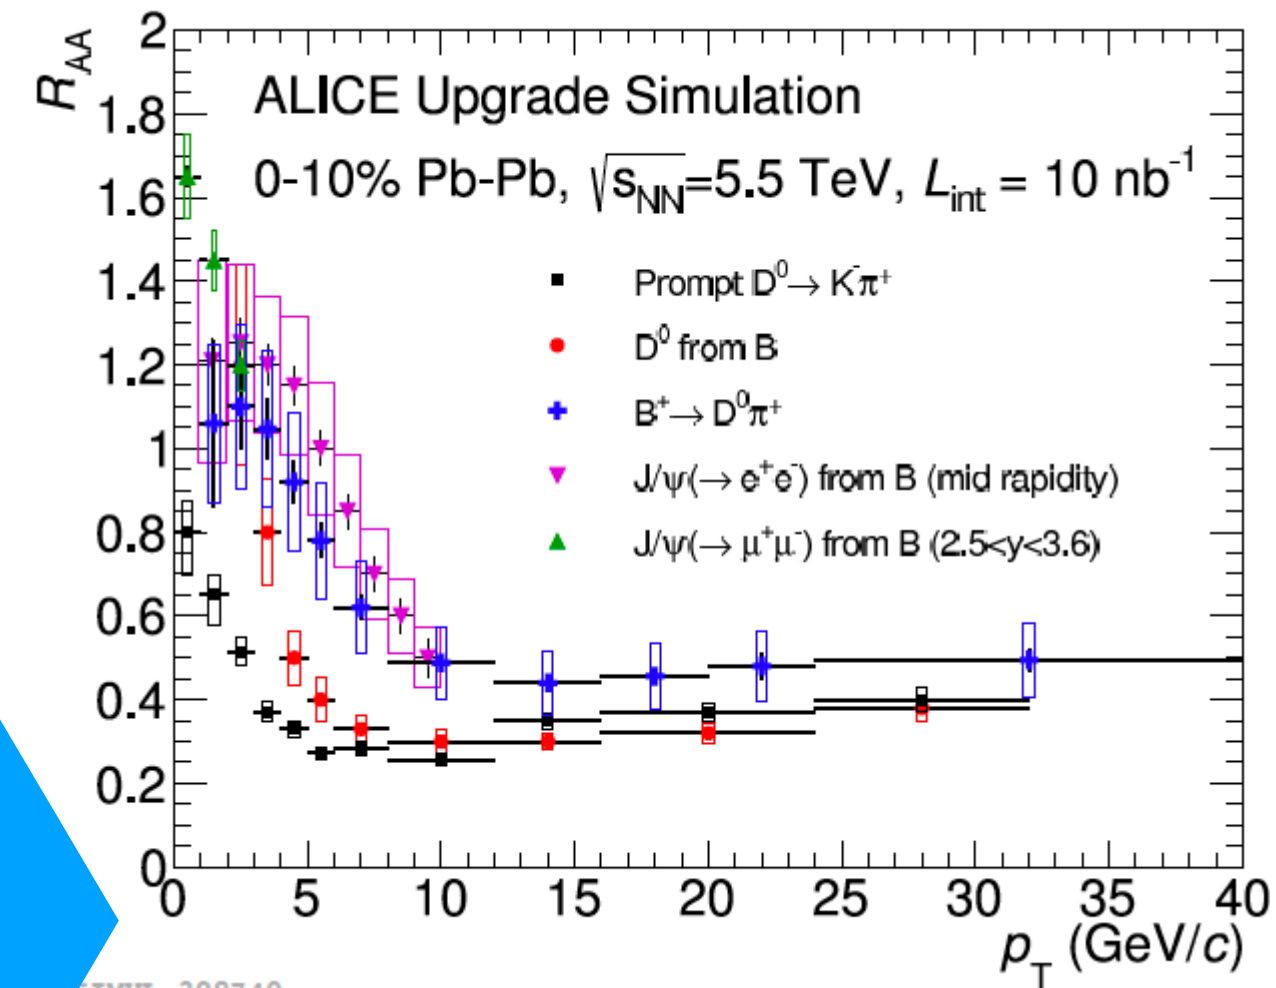 R_AA
ALICE Upgrade Simulation
0-10% Pb-Pb, √s_NN=5.5 TeV, L_int = 10 nb⁻¹
Prompt D⁰→ K⁻π⁺
D⁰ from B
B⁺→ D⁰π⁺
J/ψ(→ e⁺e⁻) from B (mid rapidity)
J/ψ(→ μ⁺μ⁻) from B (2.5<y<3.6)
2
1.8
1.6
1.4
1.2
1
0.8
0.6
0.4
0.2
0
0 5 10 15 20 25 30 35 40
p_T (GeV/c)